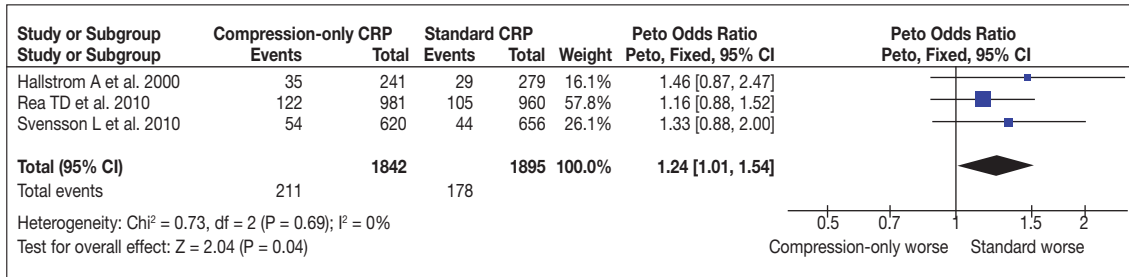 Study or Subgroup Compression-only CRP Standard CRP Peto Odds Ratio Peto Odds Ratio
Study or Subgroup Events Total Events Total Weight Peto, Fixed, 95% CI Peto, Fixed, 95% CI
Hallstrom A et al. 2000 35 241 29 279 16.1% 1.46 [0.87, 2.47]
Rea TD et al. 2010 122 981 105 960 57.8% 1.16 [0.88, 1.52]
Svensson L et al. 2010 54 620 44 656 26.1% 1.33 [0.88, 2.00]
Total (95% CI) 1842 1895 100.0% 1.24 [1.01, 1.54]
Total events 211 178
Heterogeneity: Chi² = 0.73, df = 2 (P = 0.69); I² = 0%
Test for overall effect: Z = 2.04 (P = 0.04)
0.5 0.7 1 1.5 2
Compression-only worse Standard worse